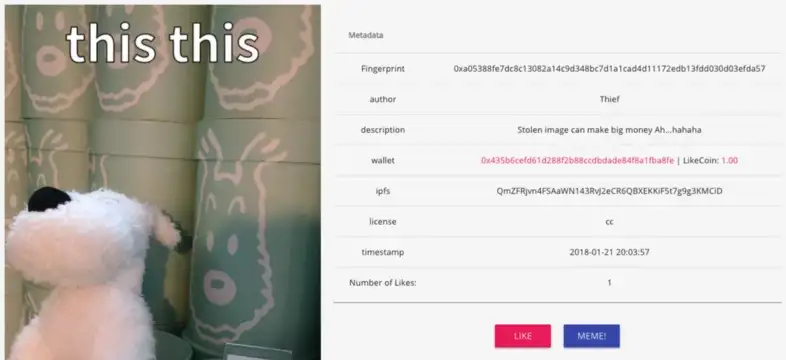 this this
Metadata
Fingerprint 0xa05388fe7dc8c13082a14c9d348bc7d1a1cad4d11172edb13fdd030d03efda57
author Thief
description Stolen image can make big money Ah...hahaha
wallet 0x435b6cefd61d288f2b88ccdbdade84f8a1fba8fe | LikeCoin: 1.00
ipfs QmZFRjvn4FSAaWN143RvJ2eCR6QBXEKKiF5t7g9g3KMCiD
license cc
timestamp 2018-01-21 20:03:57
Number of Likes: 1
LIKE MEME!